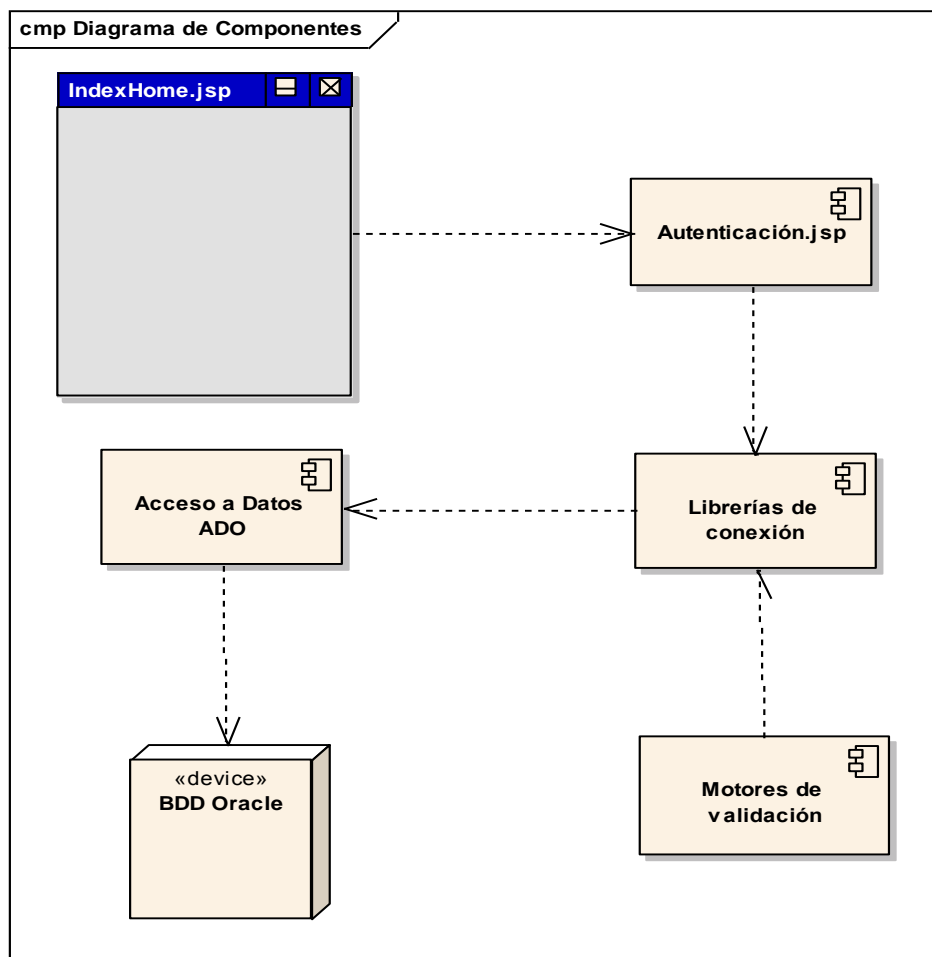 cmp Diagrama de Componentes
IndexHome.jsp
Autenticación.jsp
Acceso a Datos
ADO
Librerías de
conexión
«device»
BDD Oracle
Motores de
validación